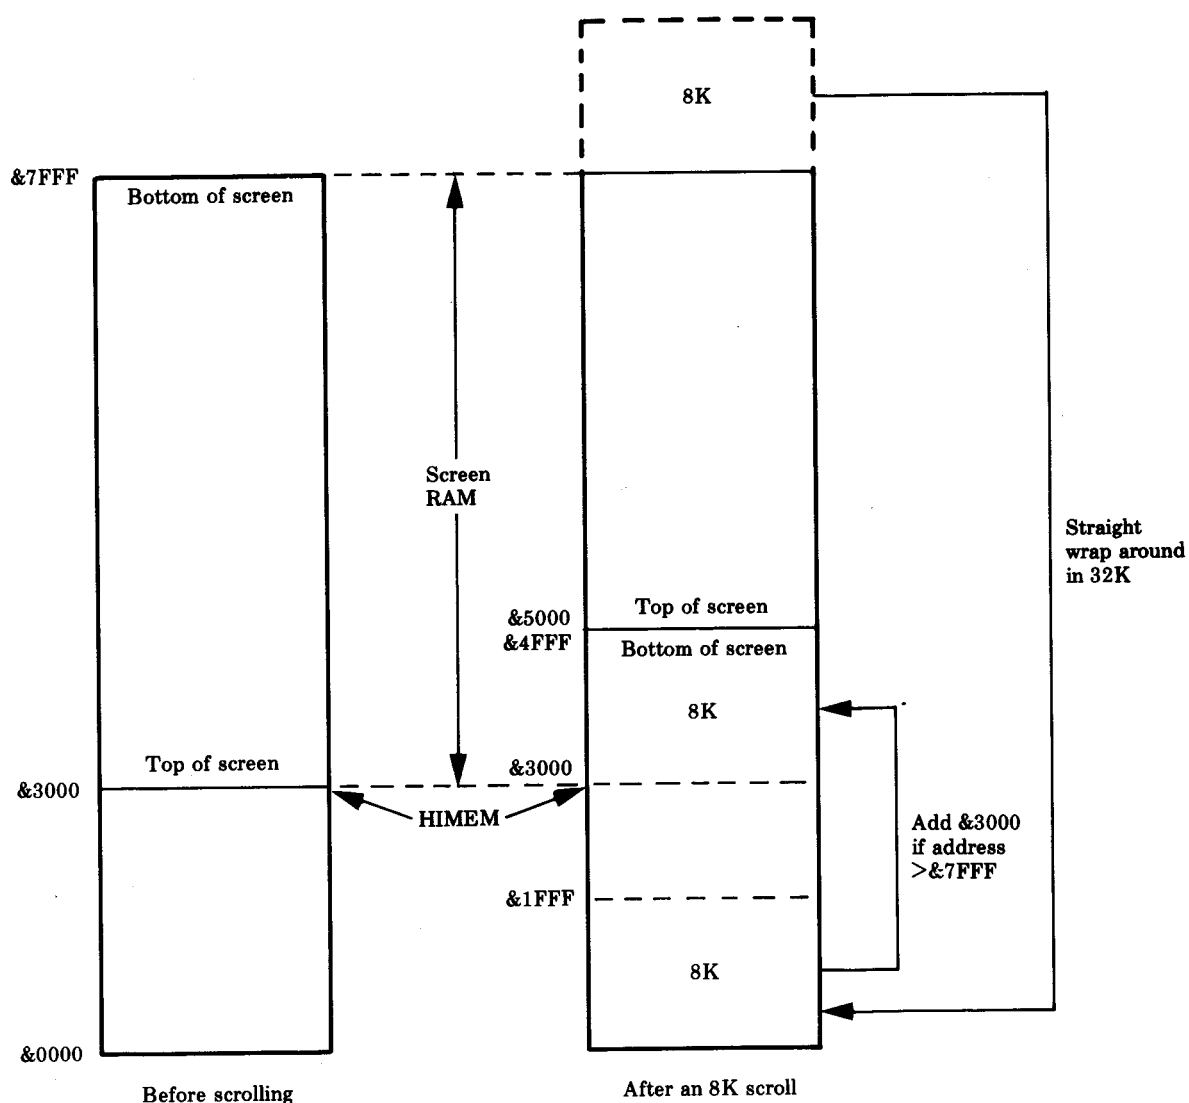 8K
&7FFF
Bottom of screen
Screen
RAM
Straight
wrap around
in 32K
&5000
Top of screen
&4FFF
Bottom of screen
8K
Top of screen
&3000
&3000
HIMEM
Add &3000
if address
>&7FFF
&1FFF
8K
&0000
Before scrolling
After an 8K scroll